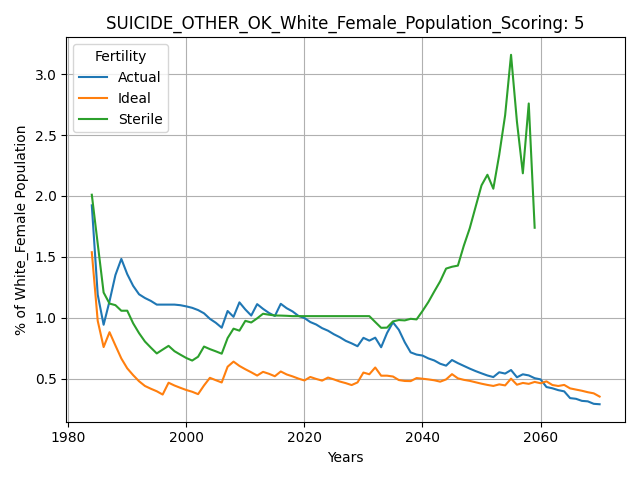 SUICIDE_OTHER_OK_White_Female_Population_Scoring: 5
Fertility
Actual
Ideal
Sterile
% of White_Female Population
3.0
2.5
2.0
1.5
1.0
0.5
1980
2000
2020
2040
2060
Years